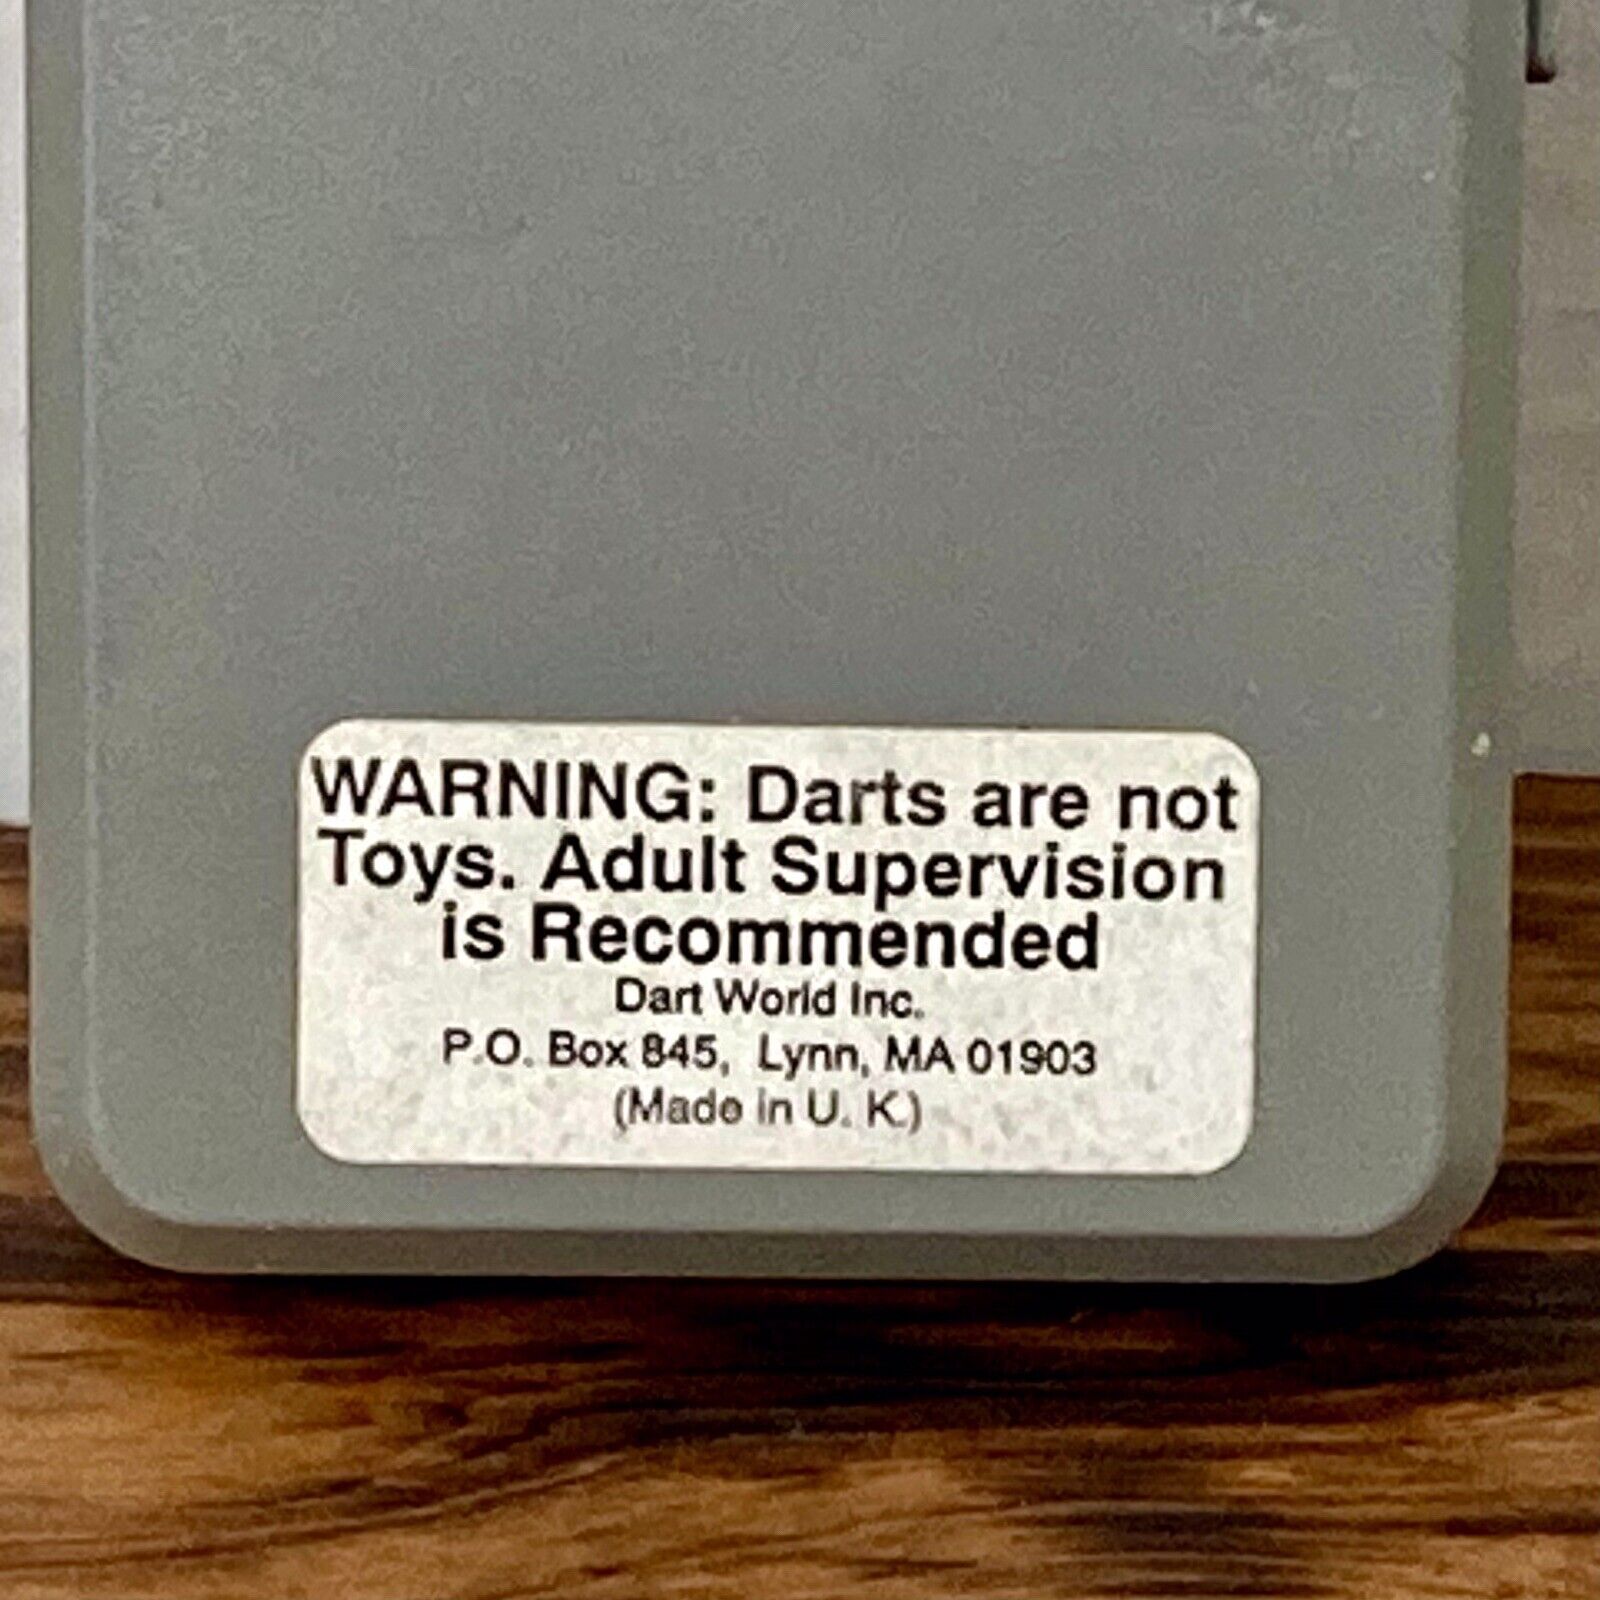 WARNING: Darts are not
Toys. Adult Supervision
is Recommended
Dart World Inc.
P.O. Box 845, Lynn, MA 01903
(Made in U. K.)